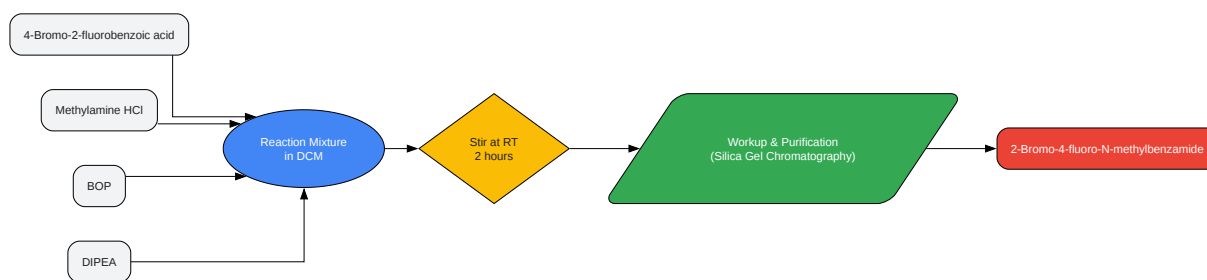 4-Bromo-2-fluorobenzoic acid
Methylamine HCl
BOP
DIPEA
Reaction Mixture
in DCM
Stir at RT
2 hours
Workup & Purification
(Silica Gel Chromatography)
2-Bromo-4-fluoro-N-methylbenzamide